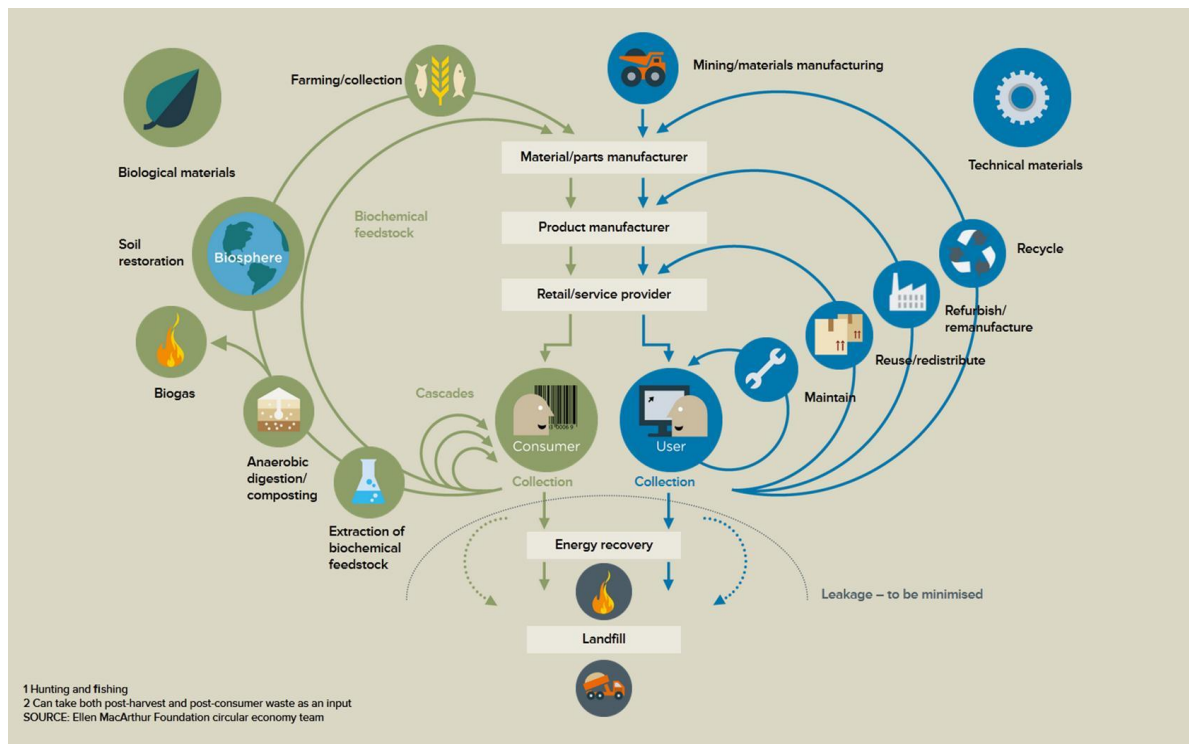 Farming/collection
Mining/materials manufacturing
Biological materials
Technical materials
Material/parts manufacturer
Biochemical
feedstock
Product manufacturer
Soil
restoration
Biosphere
Recycle
Retail/service provider
Refurbish/
remanufacture
Reuse/redistribute
Biogas
Cascades
Maintain
Consumer
User
Anaerobic
digestion/
composting
Collection
Collection
Extraction of
biochemical
feedstock
Energy recovery
Leakage – to be minimised
Landfill
1 Hunting and fishing
2 Can take both post-harvest and post-consumer waste as an input
SOURCE: Ellen MacArthur Foundation circular economy team